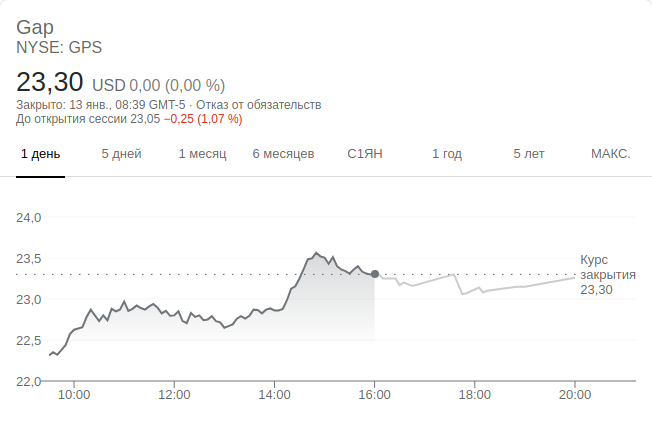 Gap
NYSE: GPS
23,30 USD 0,00 (0,00 %)
Закрыто: 13 янв., 08:39 GMT-5 · Отказ от обязательств
До открытия сессии 23,05 −0,25 (1,07 %)
1 день 5 дней 1 месяц 6 месяцев С1ЯН 1 год 5 лет МАКС.
24,0
23,5
Курс
закрытия
23,30
23,0
22,5
22,0
10:00 12:00 14:00 16:00 18:00 20:00